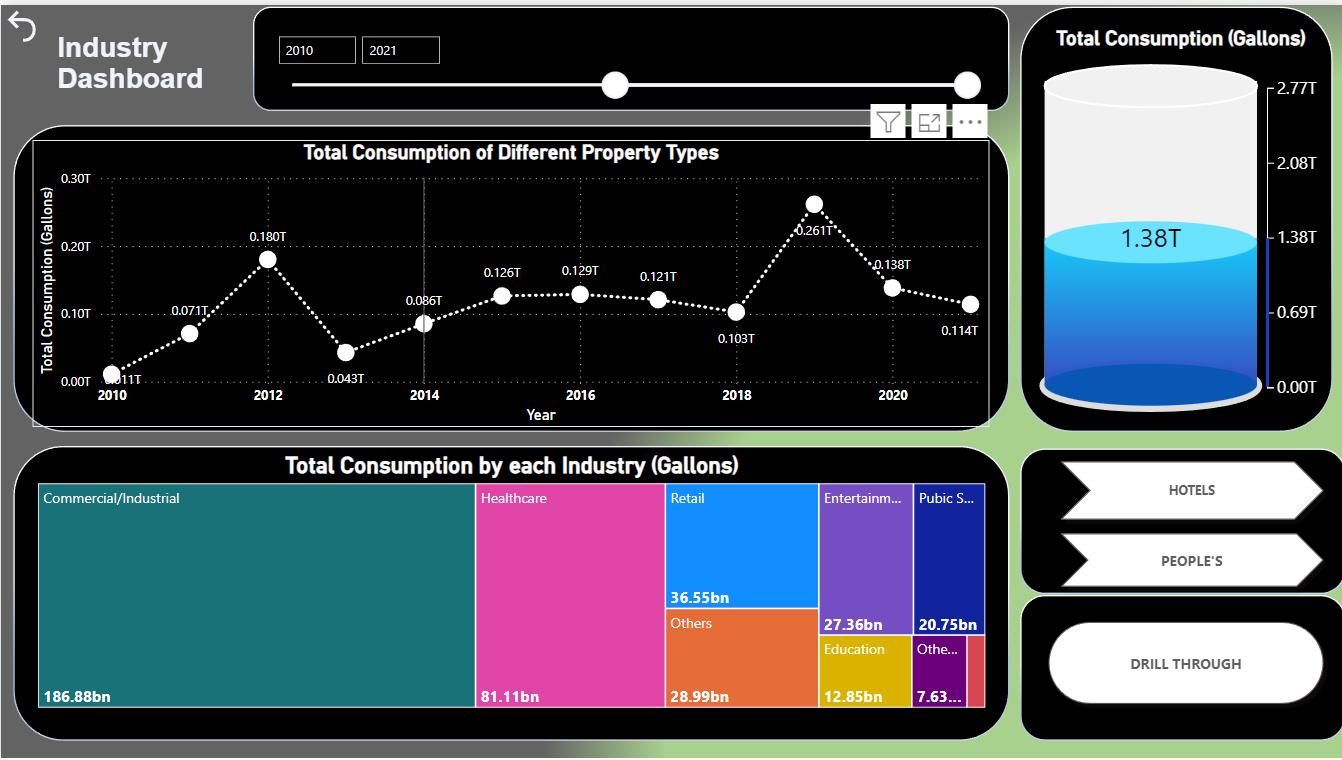 Industry
Dashboard
2010
2021
Total Consumption of Different Property Types
Total Consumption (Gallons)
0.30T
0.20T
0.10T
0.00T
0.011T
0.071T
0.180T
0.043T
0.086T
0.126T
0.129T
0.121T
0.103T
0.261T
0.138T
0.114T
2010
2012
2014
2016
2018
2020
Year
Total Consumption (Gallons)
2.77T
2.08T
1.38T
1.38T
0.69T
0.00T
Total Consumption by each Industry (Gallons)
Commercial/Industrial
186.88bn
Healthcare
81.11bn
Retail
36.55bn
Others
28.99bn
Entertainm...
27.36bn
Pubic S...
20.75bn
Education
12.85bn
Othe...
7.63...
HOTELS
PEOPLE'S
DRILL THROUGH